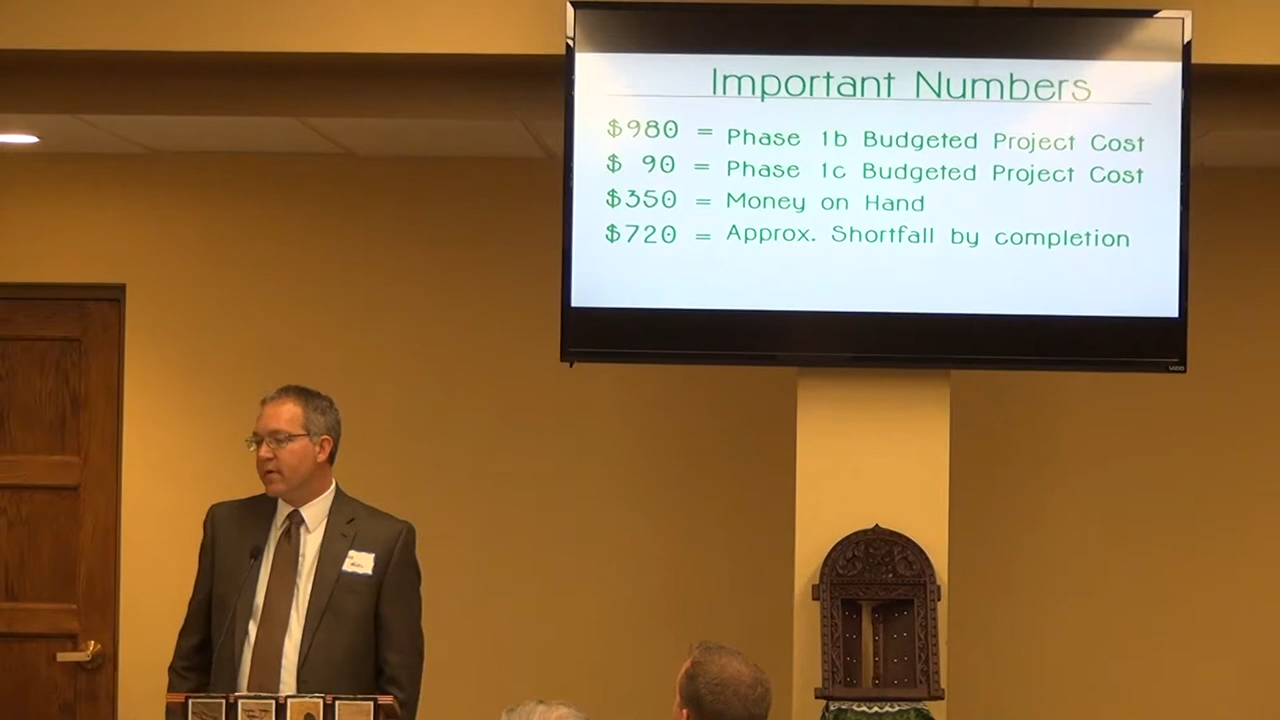 Important Numbers
$980 = Phase 1b Budgeted Project Cost
$ 90 = Phase 1c Budgeted Project Cost
$350 = Money on Hand
$720 = Approx. Shortfall by completion
VIZIO